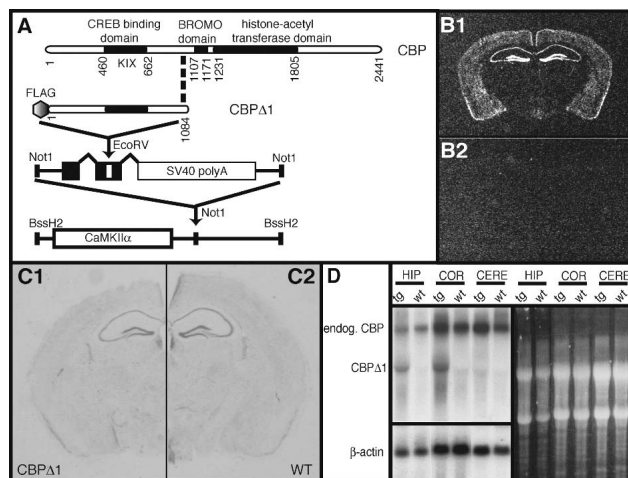 A
CREB binding
domain
BROMO
domain
histone-acetyl
transferase domain
CBP
1
460
KIX
662
1107
1171
1231
1805
2441
FLAG
1
1084
CBPΔ1
EcoRV
Not1
SV40 polyA
Not1
Not1
BssH2
CaMKIIα
BssH2
B1
B2
C1
C2
CBPΔ1
WT
D
HIP COR CERE HIP COR CERE
tg wt tg wt tg wt tg wt tg wt tg wt
endog. CBP
CBPΔ1
β-actin